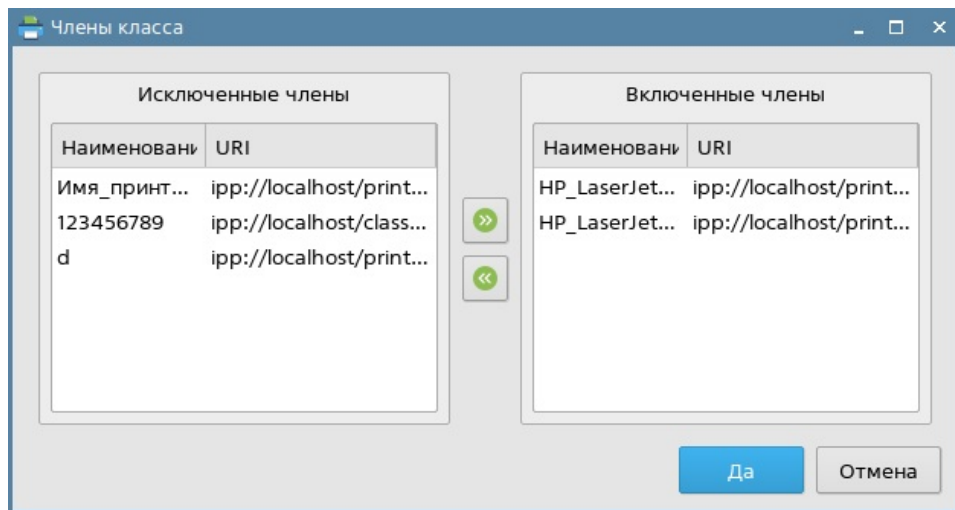 Члены класса
Исключенные члены
Наименовани URI
Имя_принт... ipp://localhost/print...
123456789 ipp://localhost/class...
d ipp://localhost/print...
Включенные члены
Наименовани URI
HP_LaserJet... ipp://localhost/print...
HP_LaserJet... ipp://localhost/print...
Да Отмена